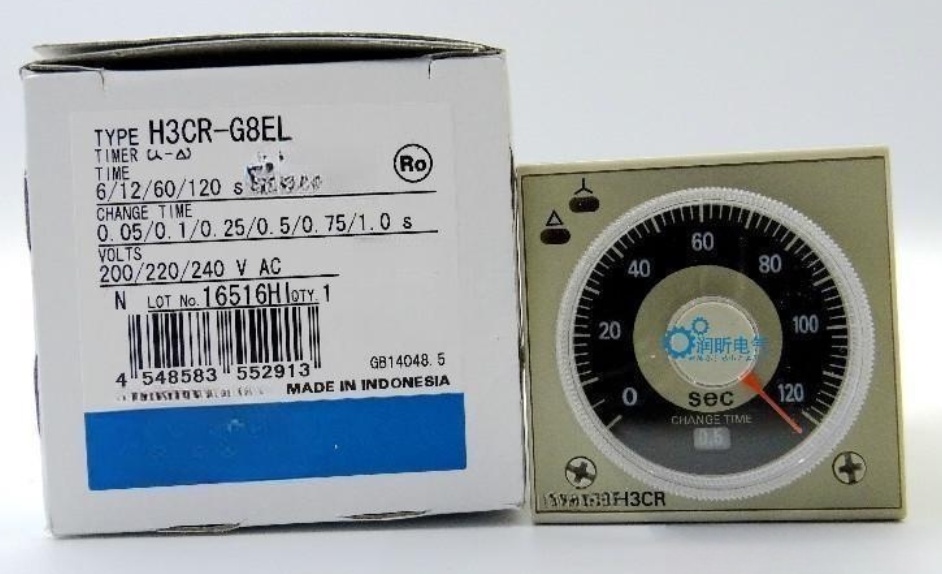 TYPE H3CR-G8EL
TIMER (⅄-Δ)
TIME
6/12/60/120 s
CHANGE TIME
0.05/0.1/0.25/0.5/0.75/1.0 s
VOLTS
200/220/240 V AC
N LOT No. 16516HI QTY. 1
4 548583 552913
GB14048.5
MADE IN INDONESIA
Ro
⅄
Δ
0 20 40 60 80 100 120
润昕电气
sec
CHANGE TIME
0.5
H3CR